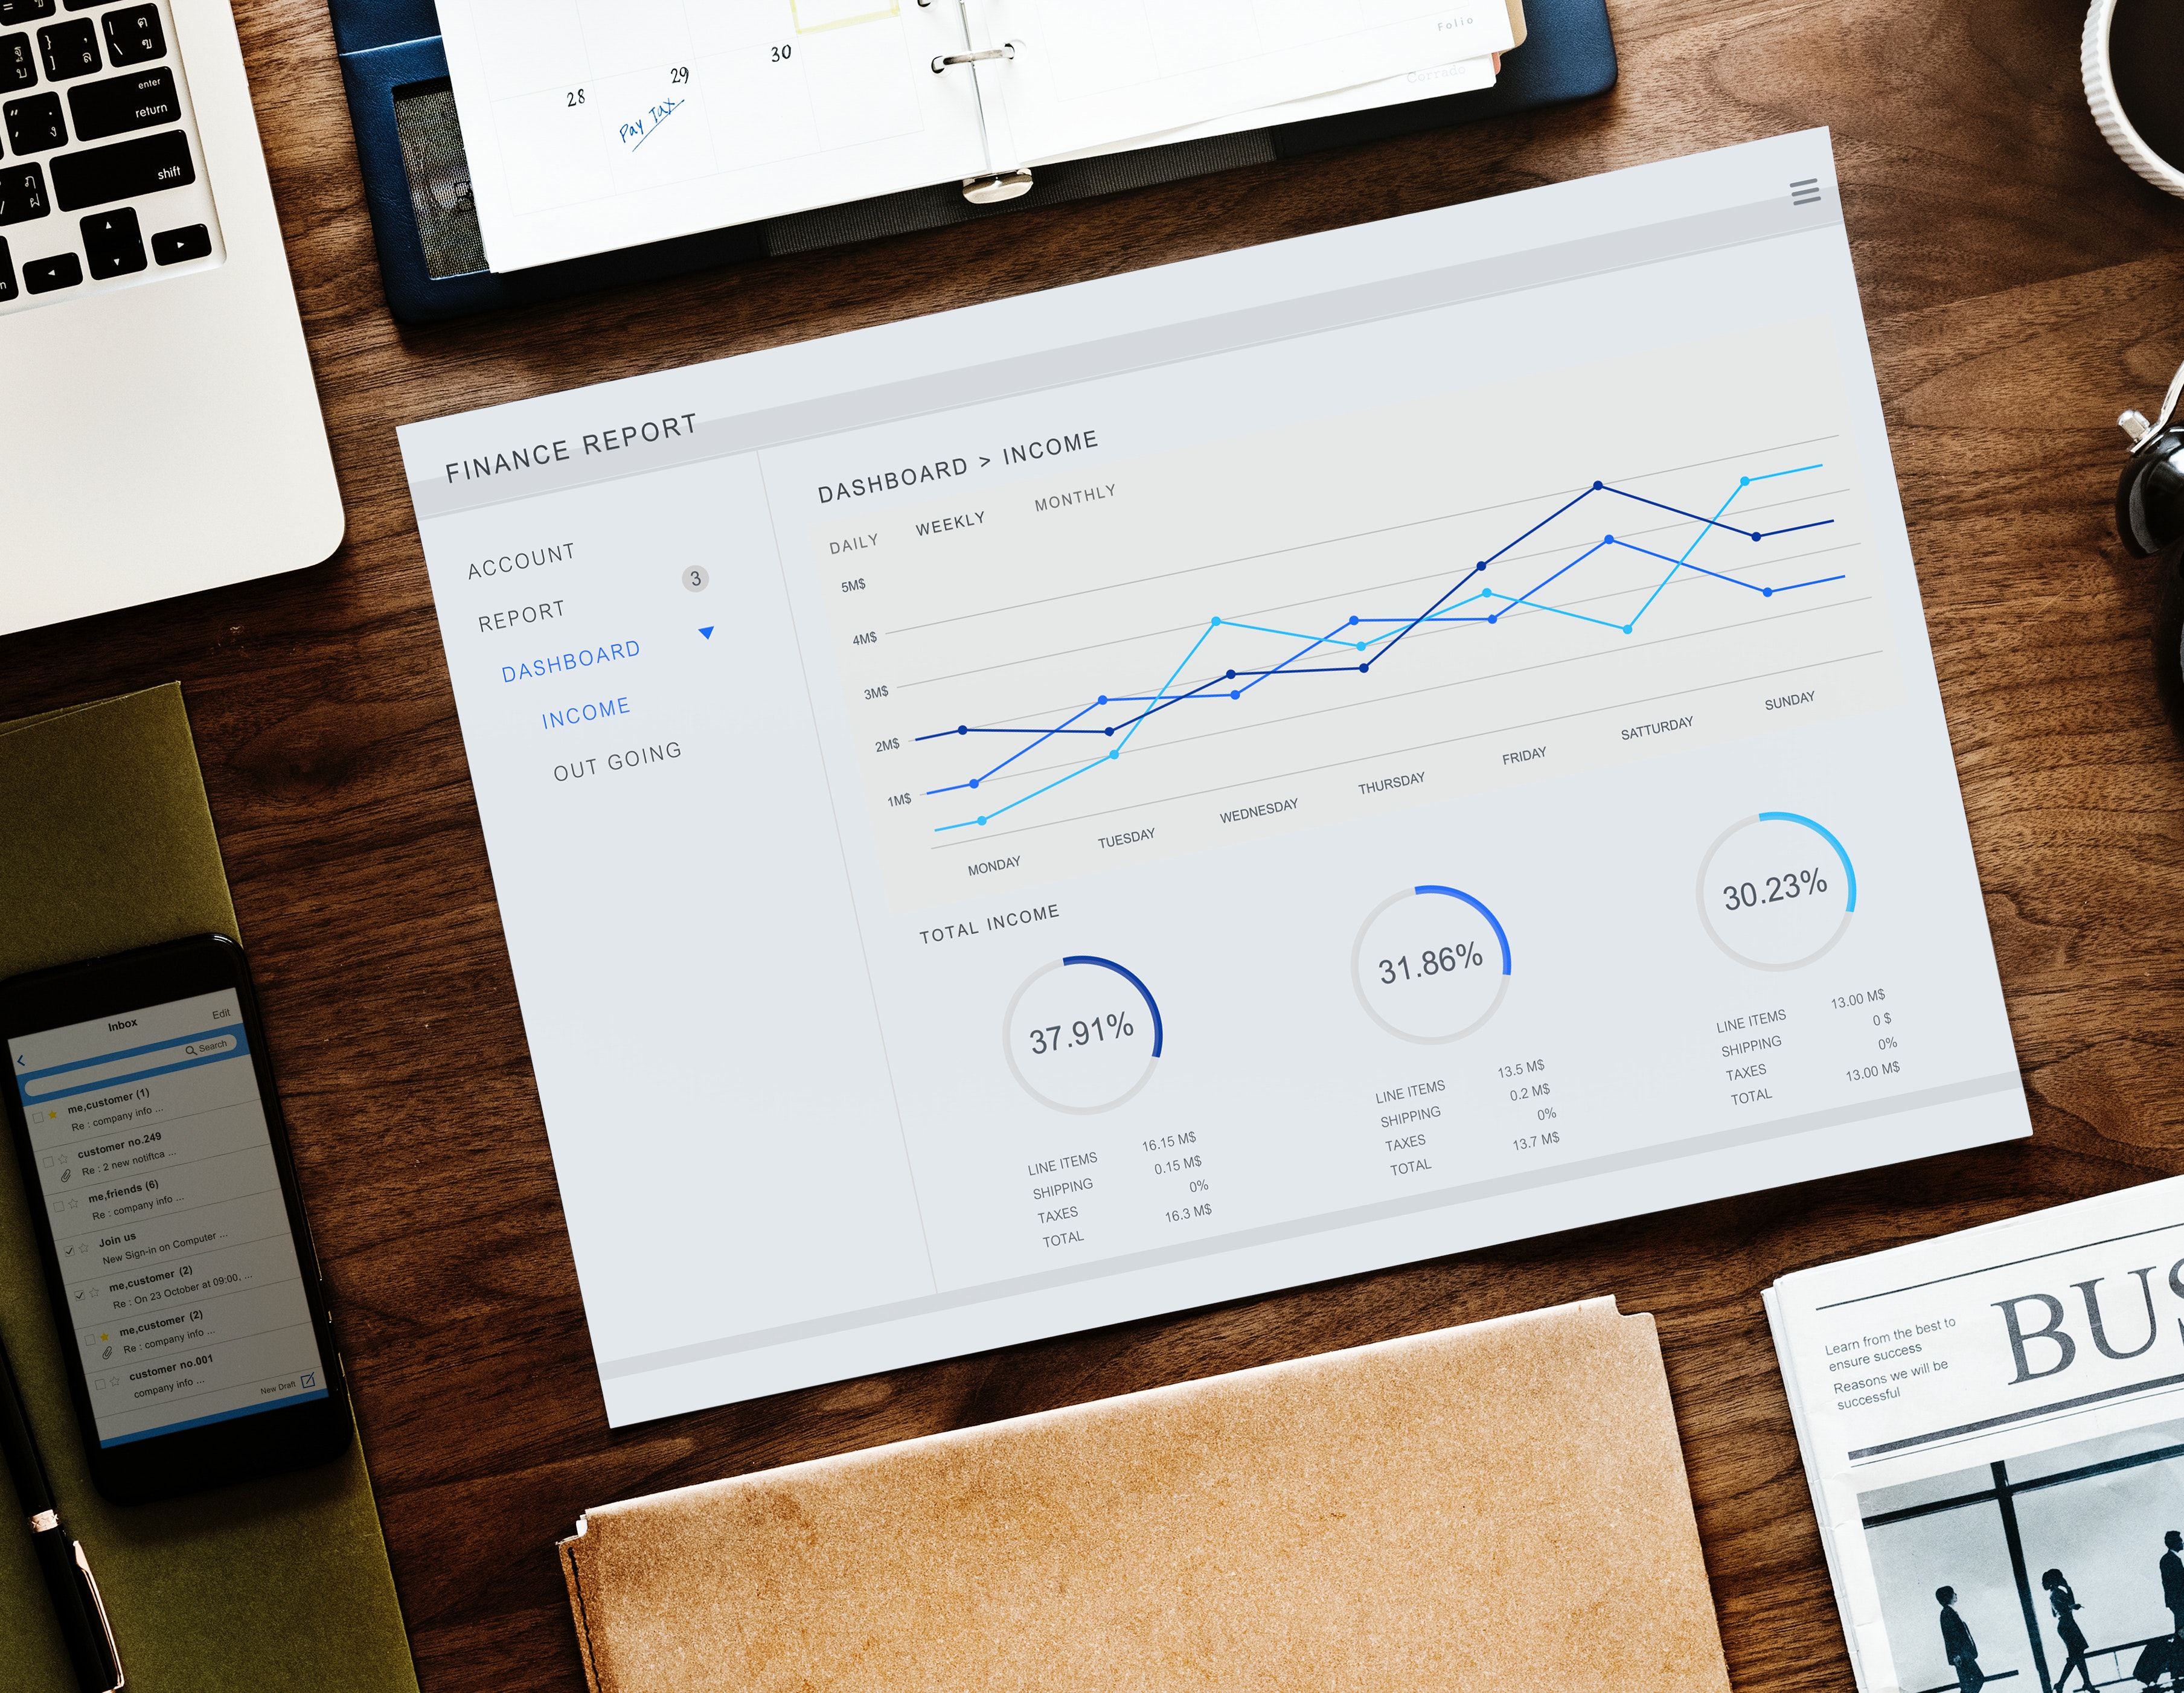 enter
return
shift
28
29
30
Pay Tax
Folio
Corrado
FINANCE REPORT
ACCOUNT
REPORT
3
DASHBOARD
INCOME
OUT GOING
DASHBOARD > INCOME
DAILY WEEKLY MONTHLY
5M$
4M$
3M$
2M$
1M$
MONDAY TUESDAY WEDNESDAY THURSDAY FRIDAY SATTURDAY SUNDAY
TOTAL INCOME
37.91%
LINE ITEMS 16.15 M$
SHIPPING 0.15 M$
TAXES 0%
TOTAL 16.3 M$
31.86%
LINE ITEMS 13.5 M$
SHIPPING 0.2 M$
TAXES 0%
TOTAL 13.7 M$
30.23%
LINE ITEMS 13.00 M$
SHIPPING 0 $
TAXES 0%
TOTAL 13.00 M$
Inbox Edit
Search
me,customer (1)
Re : company info ...
customer no.249
Re : 2 new notiftca ...
me,friends (6)
Re : company info ...
Join us
New Sign-in on Computer ...
me,customer (2)
Re : On 23 October at 09:00, ...
me,customer (2)
Re : company info ...
customer no.001
company info ...
New Draft
Learn from the best to
ensure success
Reasons we will be
successful
BUS